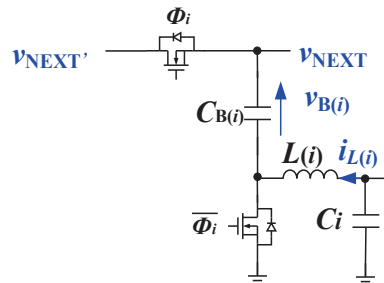 Φi
vNEXT' vNEXT
CB(i) vB(i)
L(i) iL(i)
Φi̅ Ci